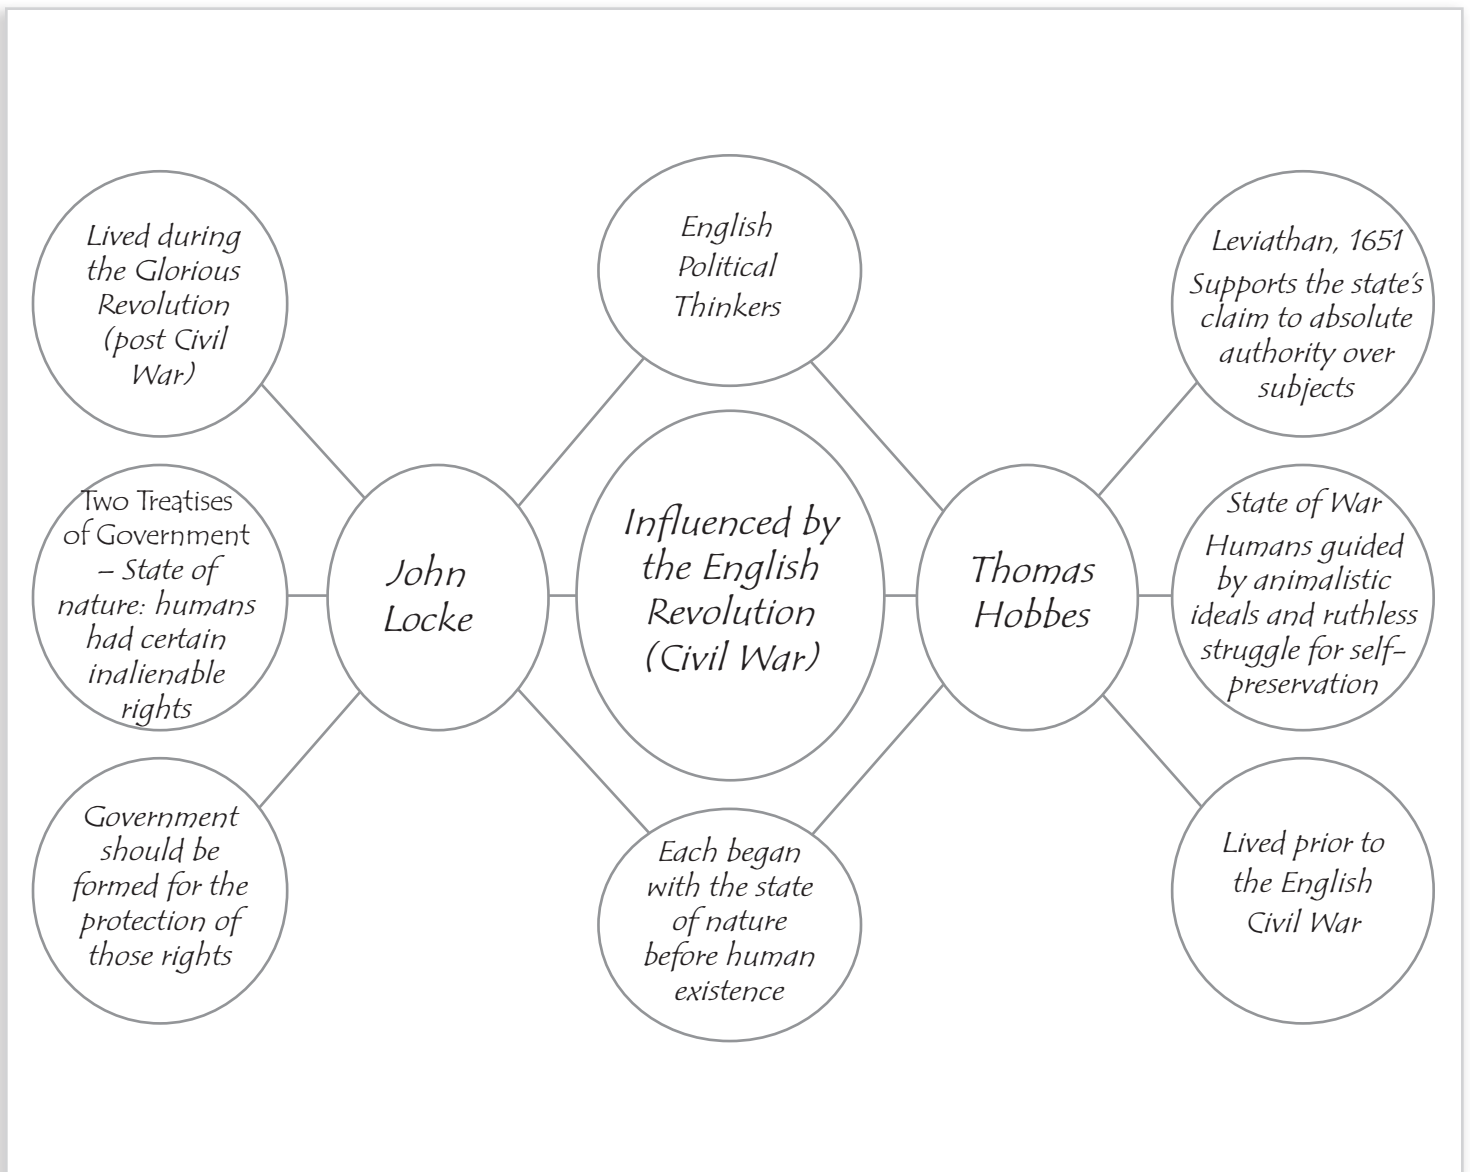 Lived during
the Glorious
Revolution
(post Civil
War)
Two Treatises
of Government
– State of
nature: humans
had certain
inalienable
rights
Government
should be
formed for the
protection of
those rights
John
Locke
English
Political
Thinkers
Influenced by
the English
Revolution
(Civil War)
Each began
with the state
of nature
before human
existence
Thomas
Hobbes
Leviathan, 1651
Supports the state's
claim to absolute
authority over
subjects
State of War
Humans guided
by animalistic
ideals and ruthless
struggle for self-
preservation
Lived prior to
the English
Civil War